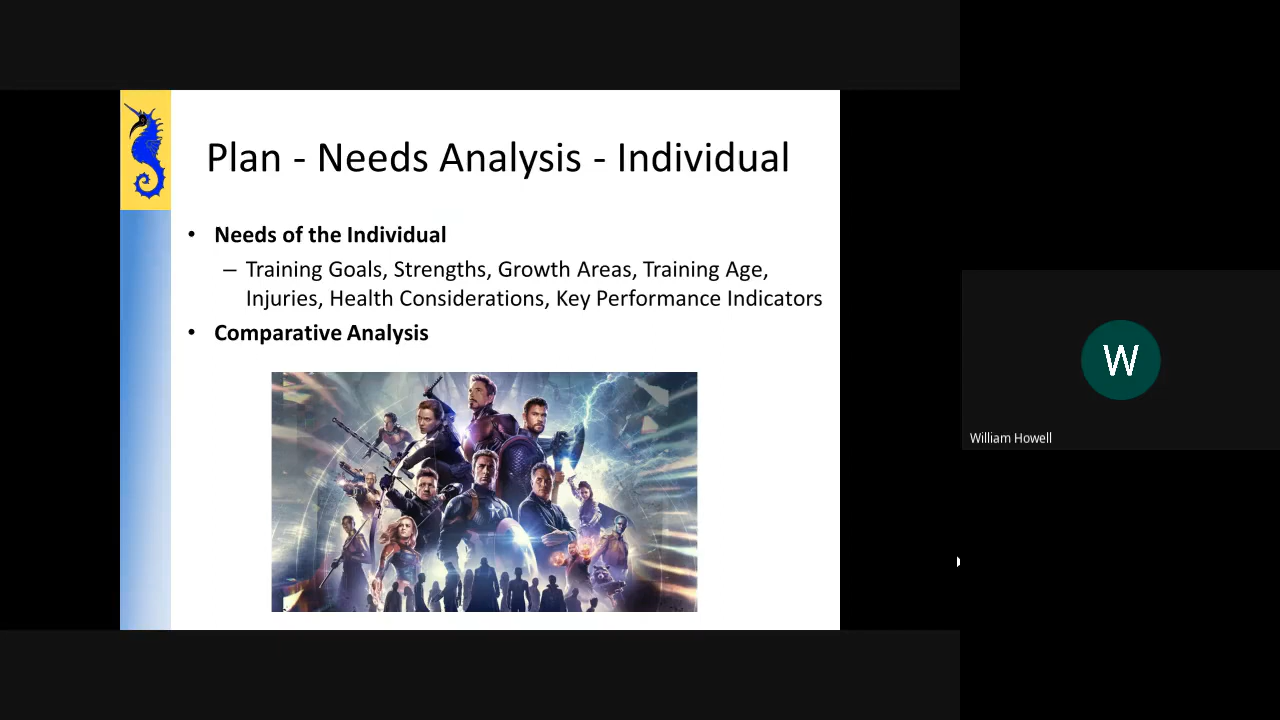 Plan - Needs Analysis - Individual
• Needs of the Individual
– Training Goals, Strengths, Growth Areas, Training Age,
Injuries, Health Considerations, Key Performance Indicators
• Comparative Analysis
W
William Howell